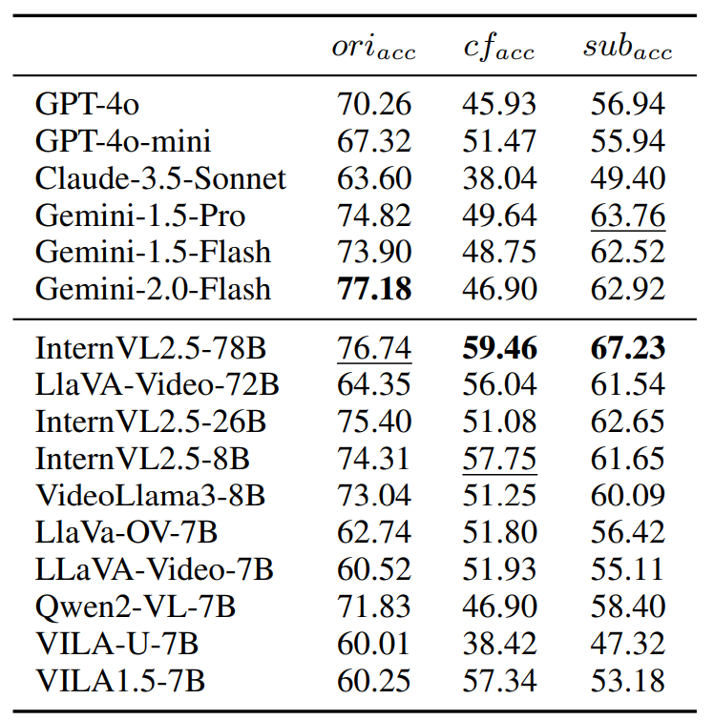 ori_acc cf_acc sub_acc
GPT-4o 70.26 45.93 56.94
GPT-4o-mini 67.32 51.47 55.94
Claude-3.5-Sonnet 63.60 38.04 49.40
Gemini-1.5-Pro 74.82 49.64 63.76
Gemini-1.5-Flash 73.90 48.75 62.52
Gemini-2.0-Flash 77.18 46.90 62.92
InternVL2.5-78B 76.74 59.46 67.23
LlaVA-Video-72B 64.35 56.04 61.54
InternVL2.5-26B 75.40 51.08 62.65
InternVL2.5-8B 74.31 57.75 61.65
VideoLlama3-8B 73.04 51.25 60.09
LlaVa-OV-7B 62.74 51.80 56.42
LLaVA-Video-7B 60.52 51.93 55.11
Qwen2-VL-7B 71.83 46.90 58.40
VILA-U-7B 60.01 38.42 47.32
VILA1.5-7B 60.25 57.34 53.18